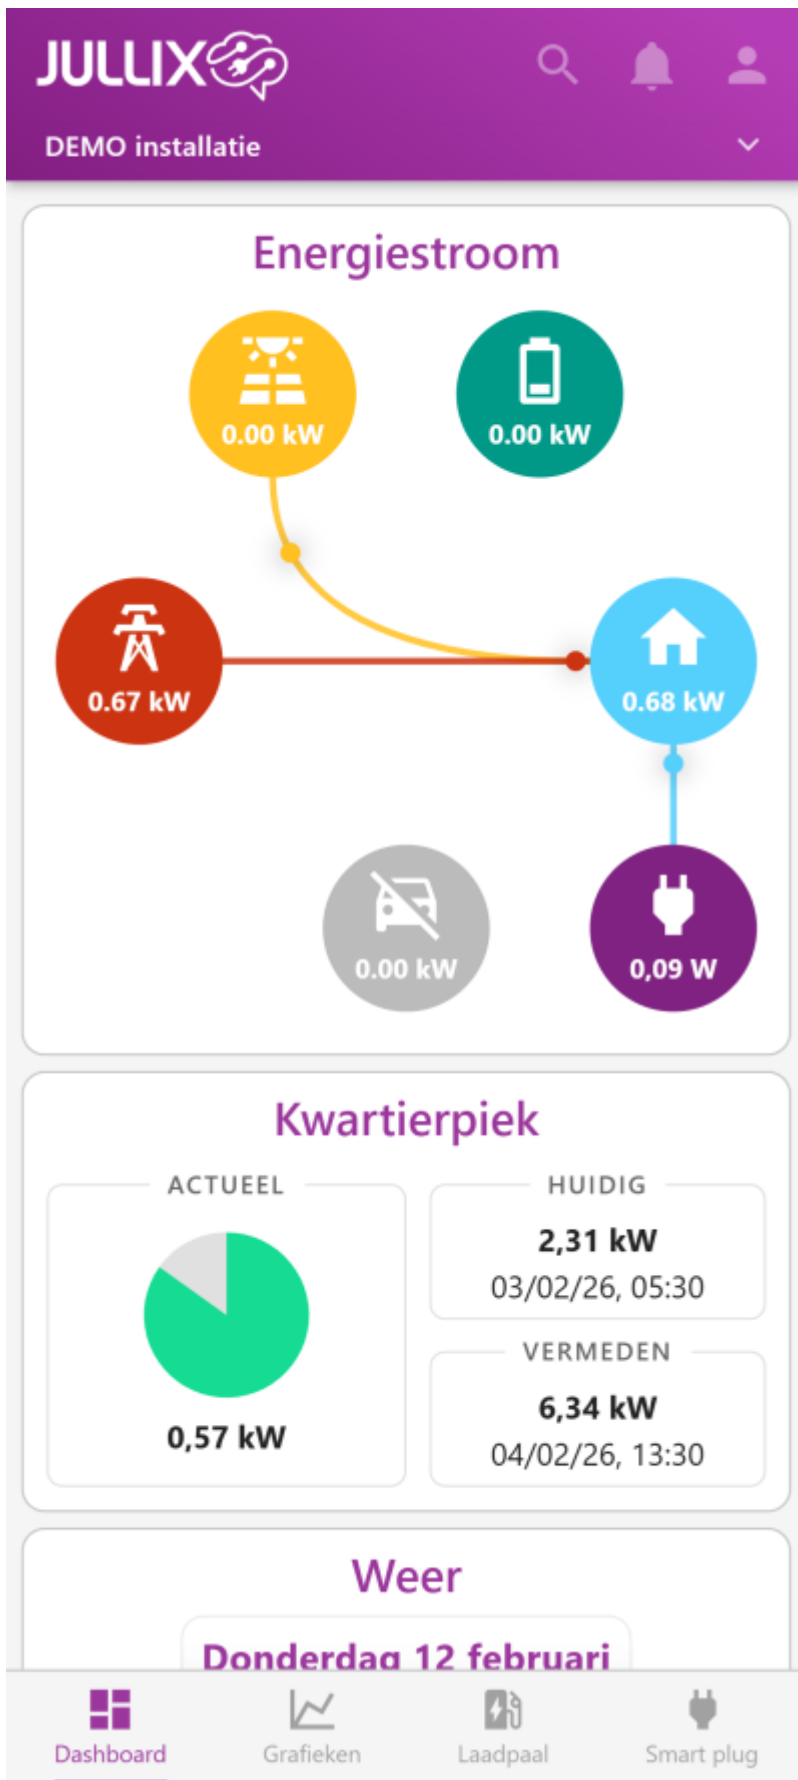 JULLIX
DEMO installatie
Energiestroom
0.00 kW
0.00 kW
0.67 kW
0.68 kW
0.00 kW
0,09 W
Kwartierpiek
ACTUEEL
0,57 kW
HUIDIG
2,31 kW
03/02/26, 05:30
VERMEDEN
6,34 kW
04/02/26, 13:30
Weer
Donderdag 12 februari
Dashboard
Grafieken
Laadpaal
Smart plug